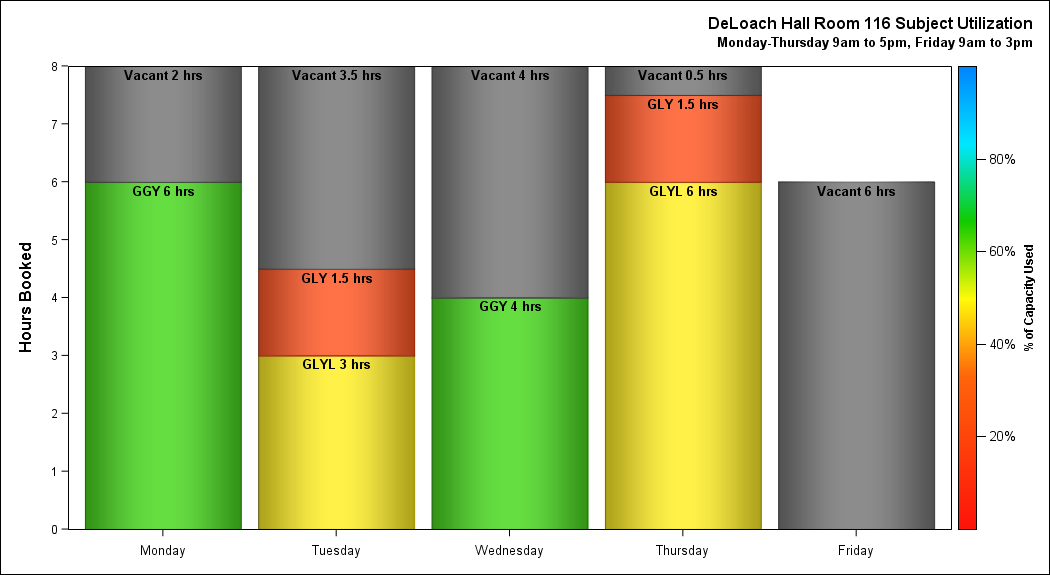 DeLoach Hall Room 116 Subject Utilization
Monday-Thursday 9am to 5pm, Friday 9am to 3pm
Hours Booked
8
7
6
5
4
3
2
1
0
Vacant 2 hrs
GGY 6 hrs
Vacant 3.5 hrs
GLY 1.5 hrs
GLYL 3 hrs
Vacant 4 hrs
GGY 4 hrs
Vacant 0.5 hrs
GLY 1.5 hrs
GLYL 6 hrs
Vacant 6 hrs
Monday
Tuesday
Wednesday
Thursday
Friday
80%
60%
40%
20%
% of Capacity Used